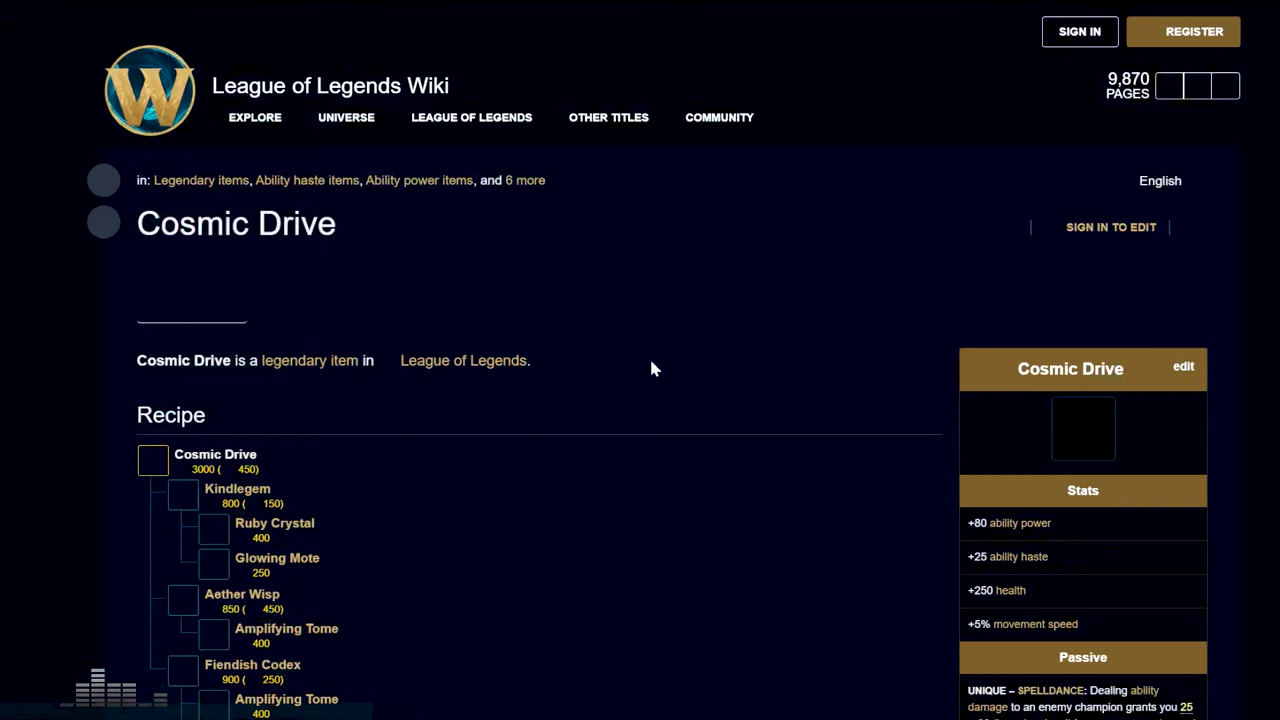 SIGN IN
REGISTER
W
League of Legends Wiki
9,870
PAGES
EXPLORE
UNIVERSE
LEAGUE OF LEGENDS
OTHER TITLES
COMMUNITY
in: Legendary items, Ability haste items, Ability power items, and 6 more
English
Cosmic Drive
SIGN IN TO EDIT
Cosmic Drive is a legendary item in League of Legends.
Recipe
Cosmic Drive
3000 ( 450)
Kindlegem
800 ( 150)
Ruby Crystal
400
Glowing Mote
250
Aether Wisp
850 ( 450)
Amplifying Tome
400
Fiendish Codex
900 ( 250)
Amplifying Tome
400
Cosmic Drive
edit
Stats
+80 ability power
+25 ability haste
+250 health
+5% movement speed
Passive
UNIQUE – SPELLDANCE: Dealing ability
damage to an enemy champion grants you 25